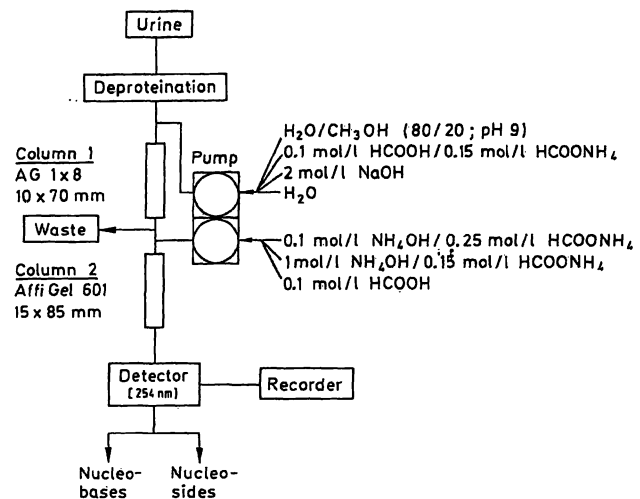 Urine
Deproteination
H₂O/CH₃OH (80/20 ; pH 9)
0.1 mol/l HCOOH/0.15 mol/l HCOONH₄
2 mol/l NaOH
H₂O
Column 1
AG 1x8
10 x 70 mm
Pump
Waste
0.1 mol/l NH₄OH/0.25 mol/l HCOONH₄
1mol/l NH₄OH/0.15 mol/l HCOONH₄
0.1 mol/l HCOOH
Column 2
Affi Gel 601
15 x 85 mm
Detector
[254 nm)
Recorder
Nucleo-
bases
Nucleo-
sides